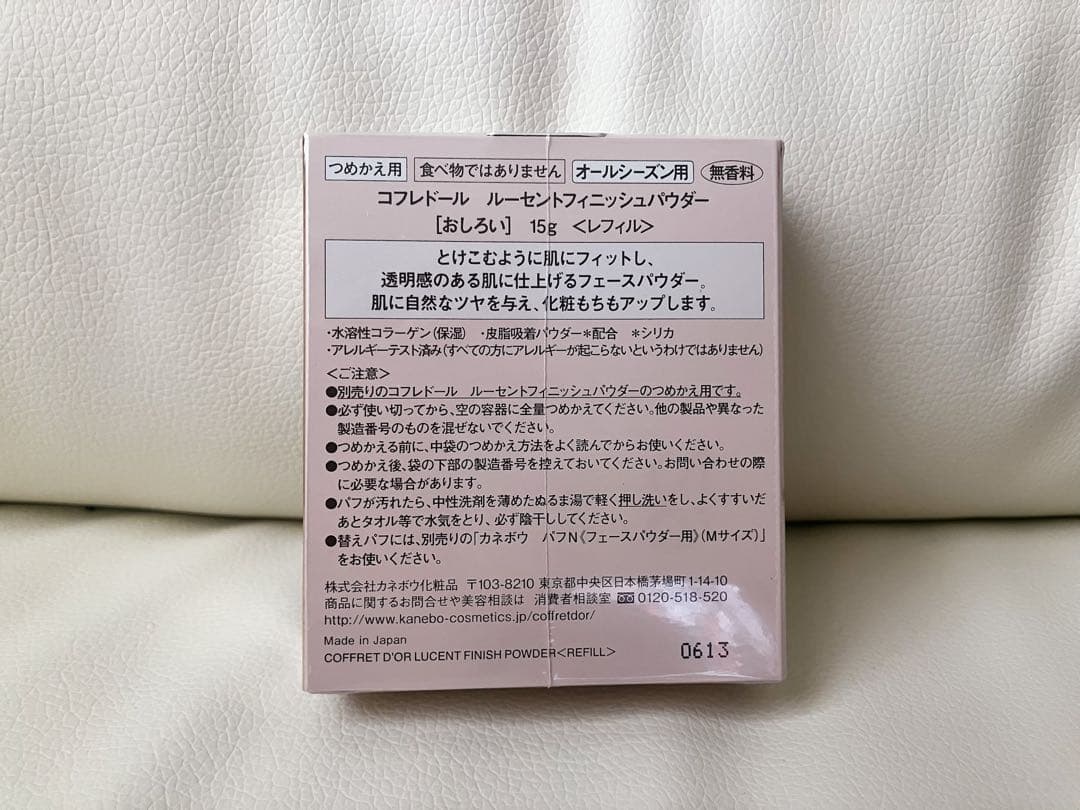 つめかえ用 食べ物ではありません オールシーズン用 無香料
コフレドール ルーセントフィニッシュパウダー
[おしろい] 15g <レフィル>
とけこむように肌にフィットし、
透明感のある肌に仕上げるフェースパウダー。
肌に自然なツヤを与え、化粧もちもアップします。
・水溶性コラーゲン(保湿) ・皮脂吸着パウダー*配合 *シリカ
・アレルギーテスト済み(すべての方にアレルギーが起こらないというわけではありません)
<ご注意>
●別売りのコフレドール ルーセントフィニッシュパウダーのつめかえ用です。
●必ず使い切ってから、空の容器に全量つめかえてください。他の製品や異なった
製造番号のものを混ぜないでください。
●つめかえる前に、中袋のつめかえ方法をよく読んでからお使いください。
●つめかえ後、袋の下部の製造番号を控えておいてください。お問い合わせの際
に必要な場合があります。
●パフが汚れたら、中性洗剤を薄めたぬるま湯で軽く押し洗いをし、よくすすいだ
あとタオル等で水気をとり、必ず陰干ししてください。
●替えパフには、別売りの「カネボウ パフN《フェースパウダー用》(Mサイズ)」
をお使いください。
株式会社カネボウ化粧品 〒103-8210 東京都中央区日本橋茅場町1-14-10
商品に関するお問合せや美容相談は 消費者相談室 0120-518-520
http://www.kanebo-cosmetics.jp/coffretdor/
Made in Japan
COFFRET D'OR LUCENT FINISH POWDER<REFILL>
0613